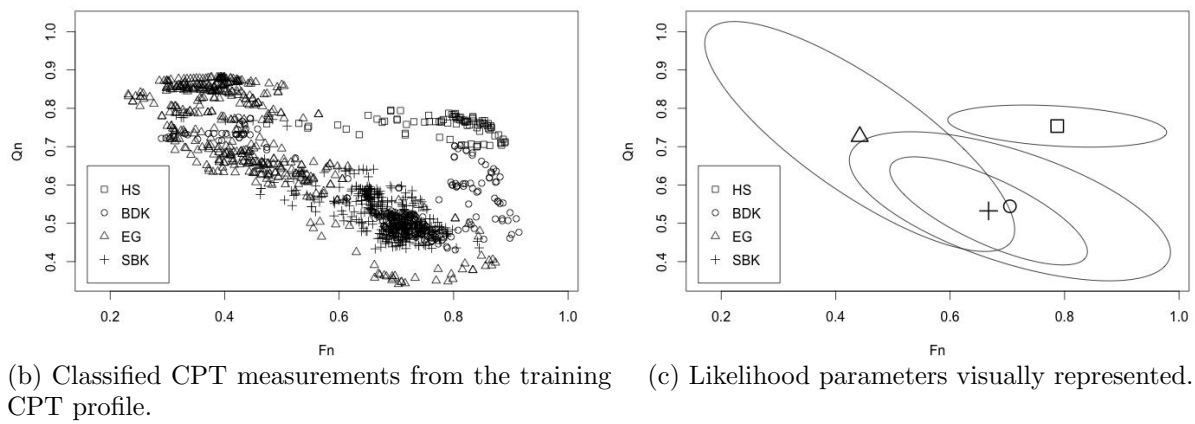 1.0
0.9
0.8
0.7
0.6
0.5
0.4
Qn
HS
BDK
EG
SBK
0.2
0.4
0.6
0.8
1.0
Fn
(b) Classified CPT measurements from the training
CPT profile.
1.0
0.9
0.8
0.7
0.6
0.5
0.4
Qn
HS
BDK
EG
SBK
0.2
0.4
0.6
0.8
1.0
Fn
(c) Likelihood parameters visually represented.